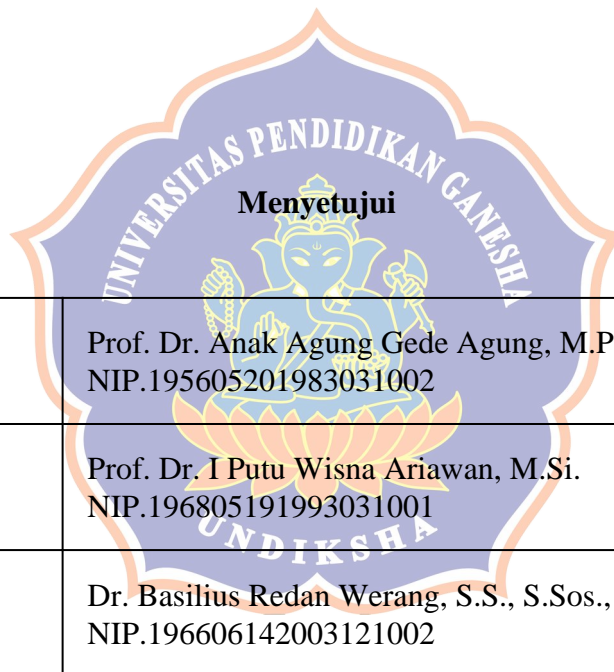 UNIVERSITAS PENDIDIKAN GANESHA
Menyetujui
Prof. Dr. Anak Agung Gede Agung, M.P
NIP.195605201983031002
Prof. Dr. I Putu Wisna Ariawan, M.Si.
NIP.196805191993031001
UNDIKSHA
Dr. Basilius Redan Werang, S.S., S.Sos.,
NIP.196606142003121002